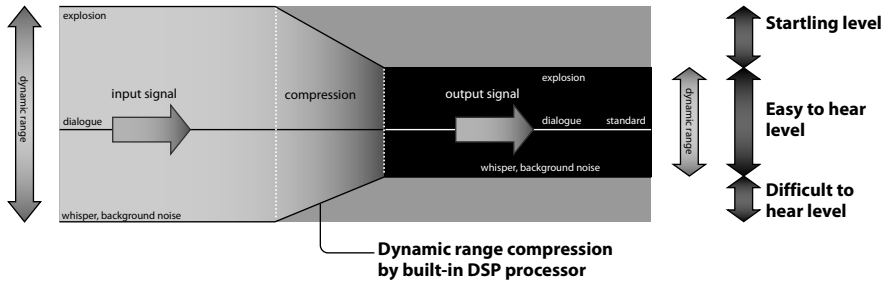 explosion
Startling level
dynamic range
input signal
compression
output signal
explosion
dynamic range
Easy to hear
level
dialogue
dialogue
standard
whisper, background noise
whisper, background noise
Difficult to
hear level
Dynamic range compression
by built-in DSP processor